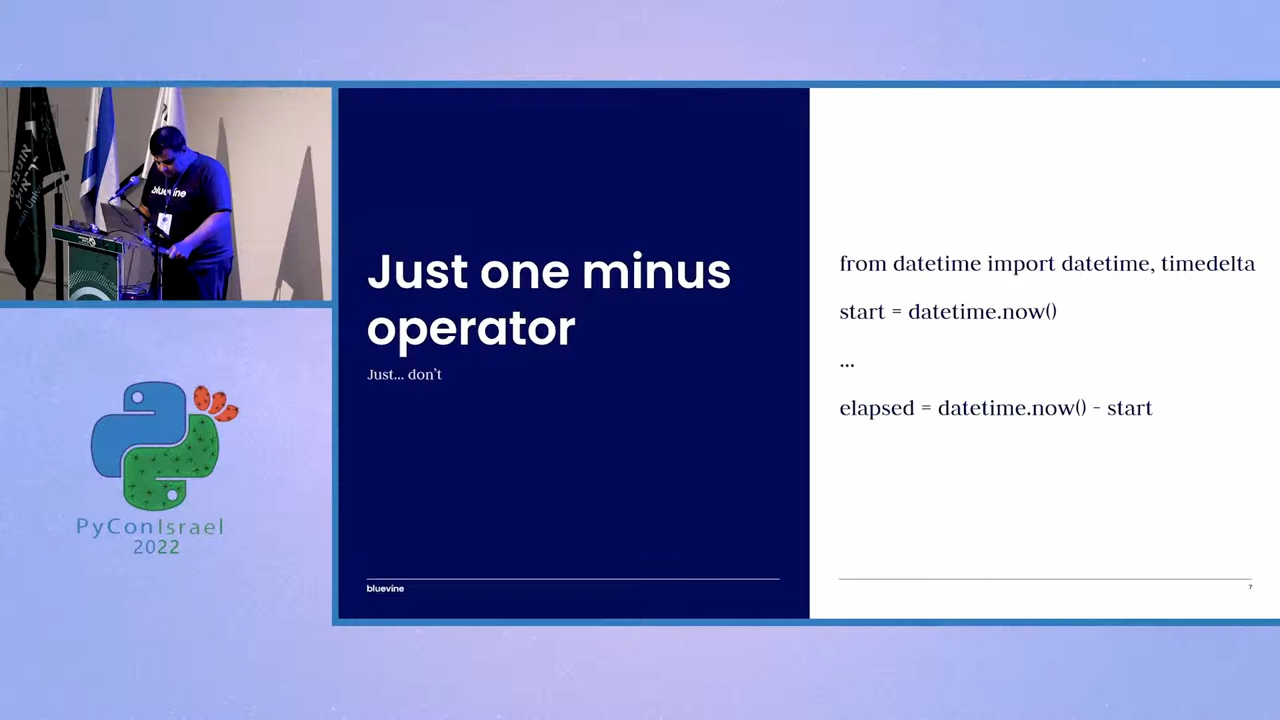 bluevine
Just one minus
operator
Just... don't
bluevine
from datetime import datetime, timedelta
start = datetime.now()
...
elapsed = datetime.now() - start
7
PyConIsrael
2022